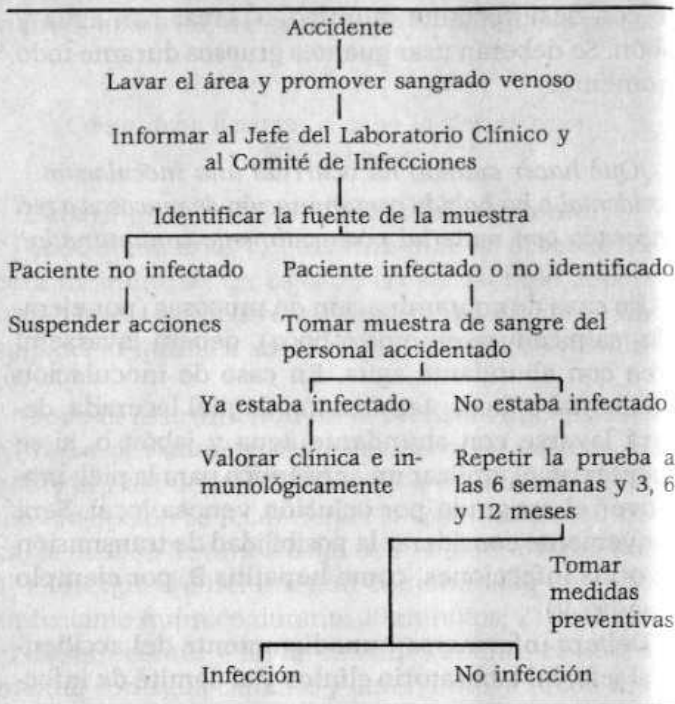 Accidente
Lavar el área y promover sangrado venoso
Informar al Jefe del Laboratorio Clínico y
al Comité de Infecciones
Identificar la fuente de la muestra
Paciente no infectado Paciente infectado o no identificado
Suspender acciones Tomar muestra de sangre del
personal accidentado
Ya estaba infectado No estaba infectado
Valorar clínica e in- Repetir la prueba a
munológicamente las 6 semanas y 3, 6
y 12 meses
Tomar
medidas
preventivas
Infección No infección